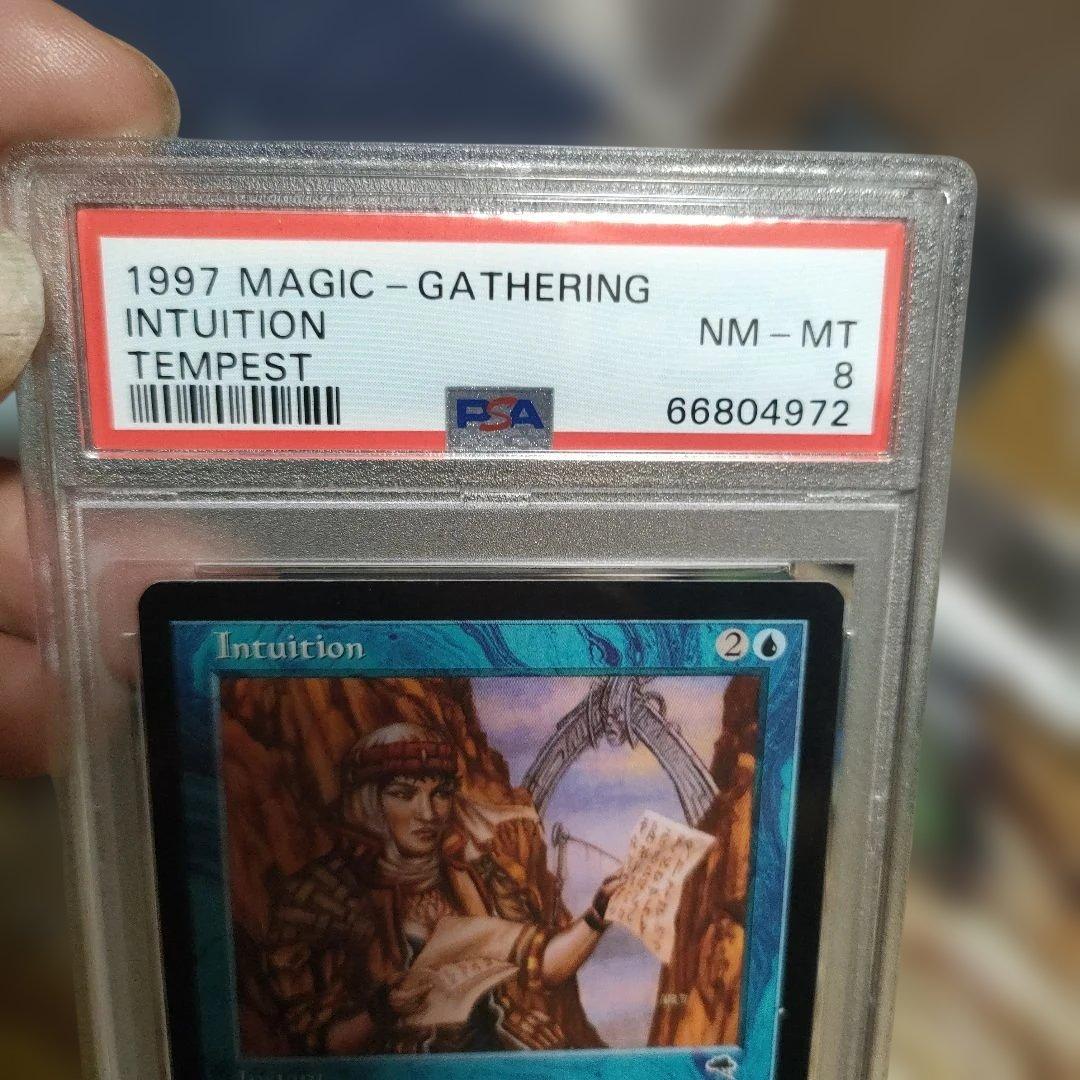 1997 MAGIC – GATHERING
INTUITION
NM – MT
TEMPEST
8
PSA
66804972
Intuition
2